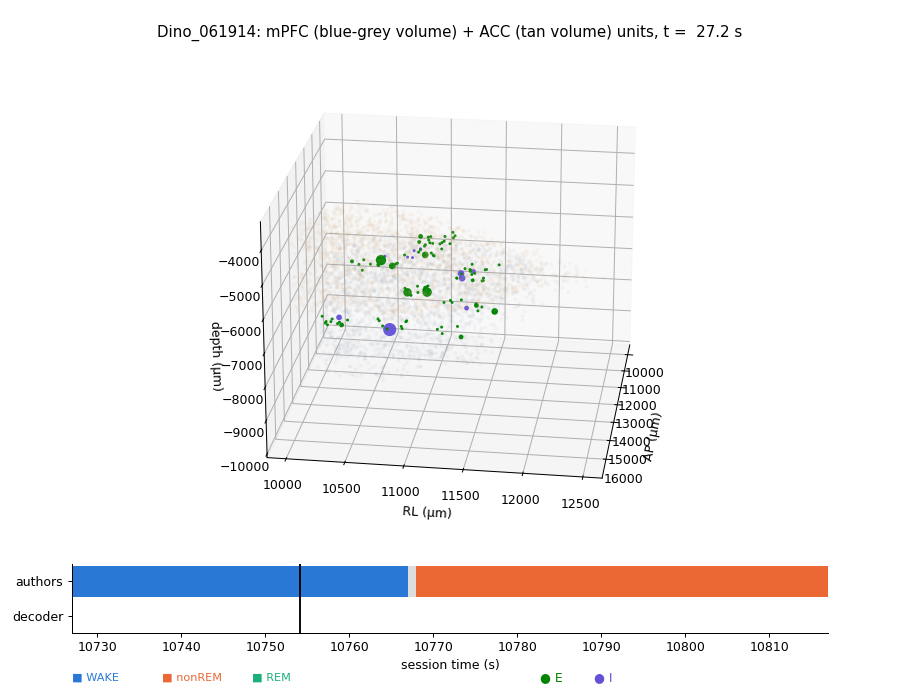 Dino_061914: mPFC (blue-grey volume) + ACC (tan volume) units, t =  27.2 s
−4000
−5000
−6000
−7000
−8000
−9000
−10000
depth (μm)
10000
10500
11000
11500
12000
12500
RL (μm)
10000
11000
12000
13000
14000
15000
16000
AP (μm)
authors
decoder
10730
10740
10750
10760
10770
10780
10790
10800
10810
session time (s)
WAKE
nonREM
REM
E
I